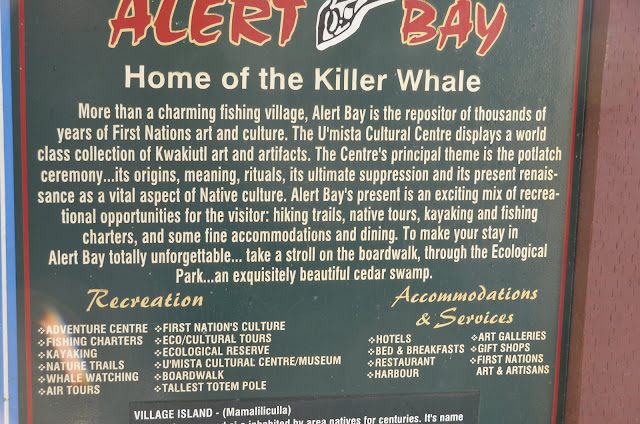 ALERT BAY
Home of the Killer Whale
More than a charming fishing village, Alert Bay is the repositor of thousands of
years of First Nations art and culture. The U'mista Cultural Centre displays a world
class collection of Kwakiutl art and artifacts. The Centre's principal theme is the potlatch
ceremony...its origins, meaning, rituals, its ultimate suppression and its present renais-
sance as a vital aspect of Native culture. Alert Bay's present is an exciting mix of recrea-
tional opportunities for the visitor: hiking trails, native tours, kayaking and fishing
charters, and some fine accommodations and dining. To make your stay in
Alert Bay totally unforgettable... take a stroll on the boardwalk, through the Ecological
Park...an exquisitely beautiful cedar swamp.
Recreation
❖ADVENTURE CENTRE
❖FISHING CHARTERS
❖KAYAKING
❖NATURE TRAILS
❖WHALE WATCHING
❖AIR TOURS
❖FIRST NATION'S CULTURE
❖ECO/CULTURAL TOURS
❖ECOLOGICAL RESERVE
❖U'MISTA CULTURAL CENTRE/MUSEUM
❖BOARDWALK
❖TALLEST TOTEM POLE
Accommodations
& Services
❖HOTELS
❖BED & BREAKFASTS
❖RESTAURANT
❖HARBOUR
❖ART GALLERIES
❖GIFT SHOPS
❖FIRST NATIONS
ART & ARTISANS
VILLAGE ISLAND - (Mamaliliculla)
inhabited by area natives for centuries. It's name